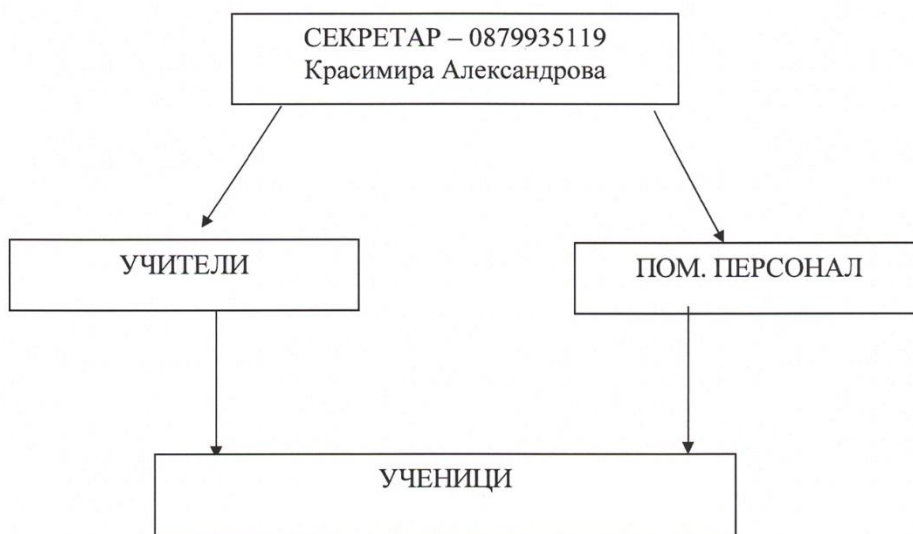 СЕКРЕТАР – 0879935119
Красимира Александрова
УЧИТЕЛИ
ПОМ. ПЕРСОНАЛ
УЧЕНИЦИ